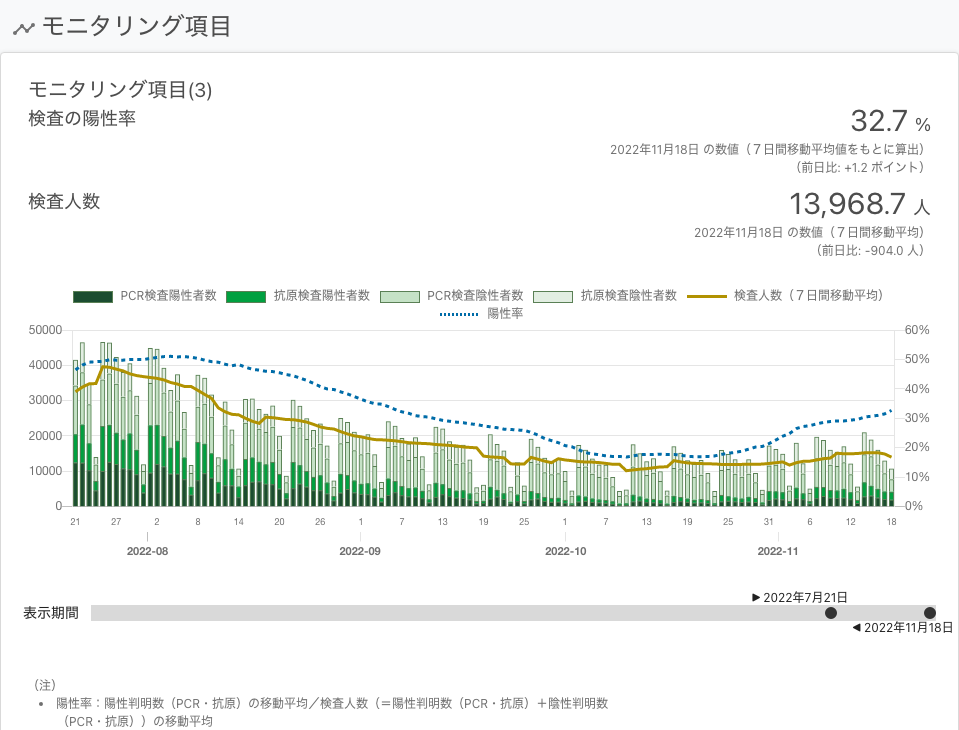 モニタリング項目
モニタリング項目(3)
検査の陽性率
32.7 %
2022年11月18日 の数値（７日間移動平均値をもとに算出）
（前日比: +1.2 ポイント）
検査人数
13,968.7 人
2022年11月18日 の数値（７日間移動平均）
（前日比: -904.0 人）
PCR検査陽性者数 抗原検査陽性者数 PCR検査陰性者数 抗原検査陰性者数 検査人数（７日間移動平均）
陽性率
50000 60%
40000 50%
30000 40%
20000 30%
10000 20%
0 10%
0%
21 27 2 8 14 20 26 1 7 13 19 25 1 7 13 19 25 31 6 12 18
2022-08 2022-09 2022-10 2022-11
▶ 2022年7月21日
表示期間
◀ 2022年11月18日
（注）
• 陽性率：陽性判明数（PCR・抗原）の移動平均／検査人数（＝陽性判明数（PCR・抗原）＋陰性判明数
（PCR・抗原））の移動平均